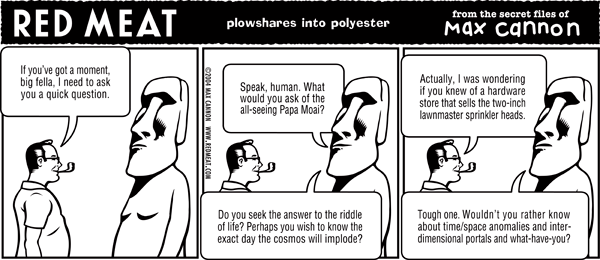 RED MEAT
plowshares into polyester
from the secret files of
Max cannon
If you've got a moment,
big fella, I need to ask
you a quick question.
©2004 MAX CANNON WWW.REDMEAT.COM
Speak, human. What
would you ask of the
all-seeing Papa Moai?
Do you seek the answer to the riddle
of life? Perhaps you wish to know the
exact day the cosmos will implode?
Actually, I was wondering
if you knew of a hardware
store that sells the two-inch
lawnmaster sprinkler heads.
Tough one. Wouldn't you rather know
about time/space anomalies and inter-
dimensional portals and what-have-you?